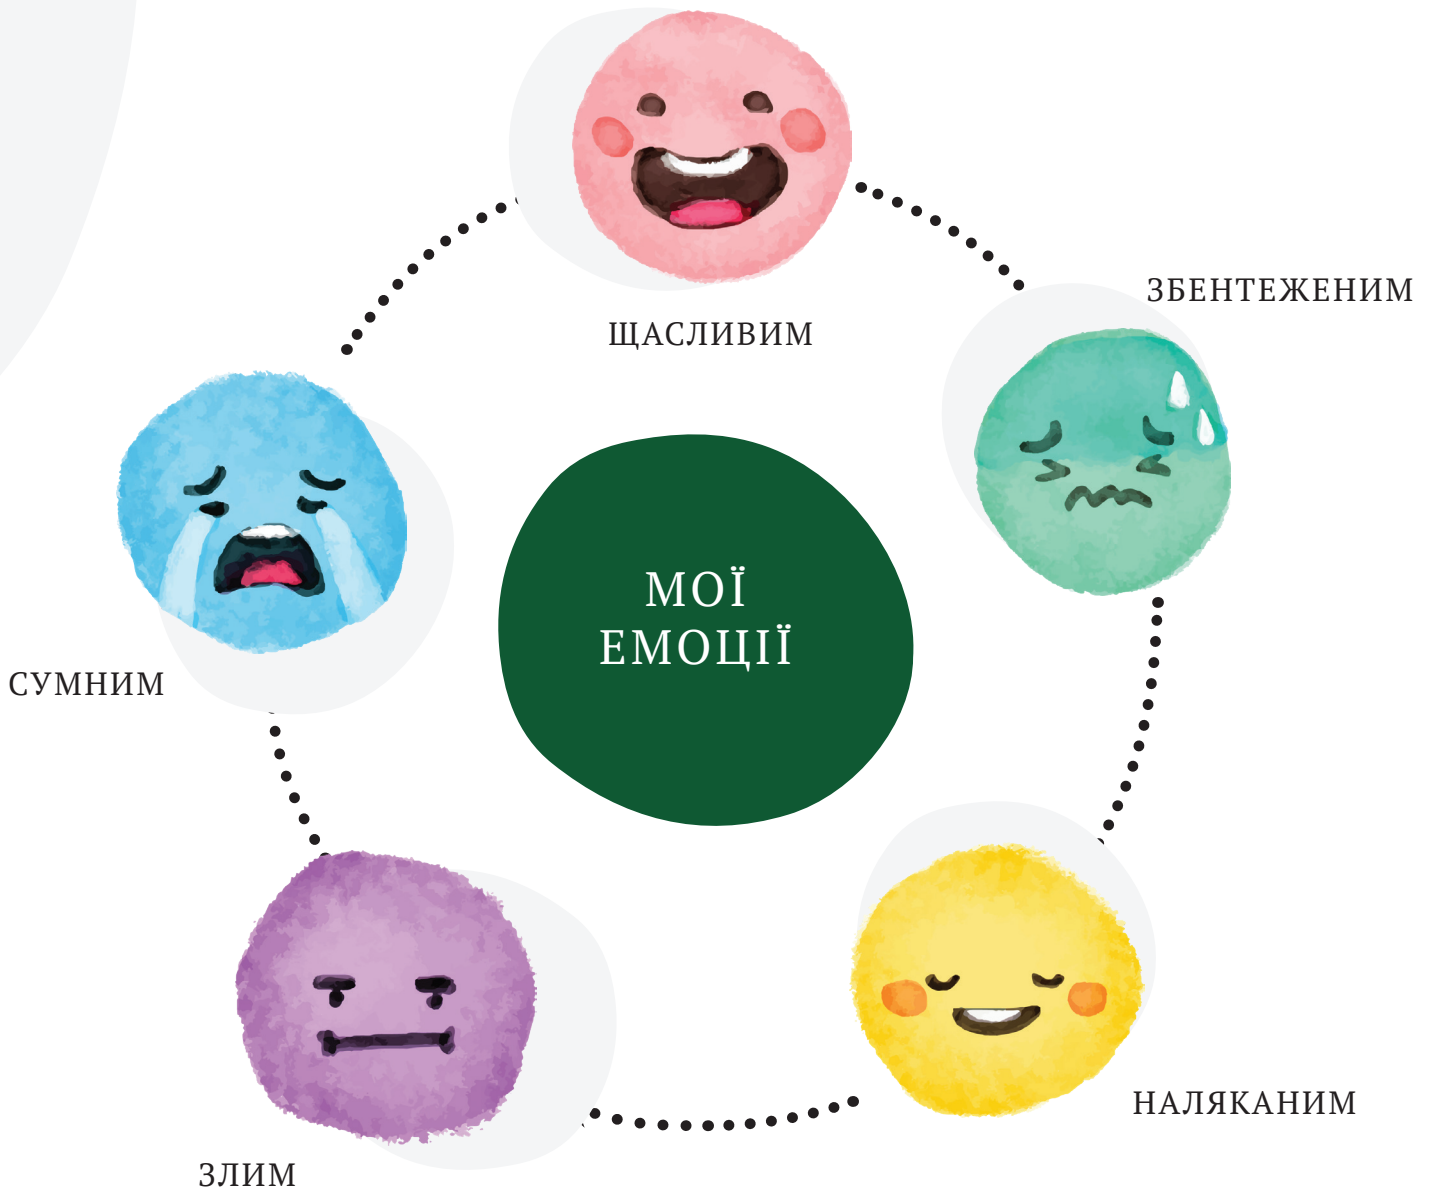 ЩАСЛИВИМ
ЗБЕНТЕЖЕНИМ
МОЇ
ЕМОЦІЇ
СУМНИМ
НАЛЯКАНИМ
ЗЛИМ